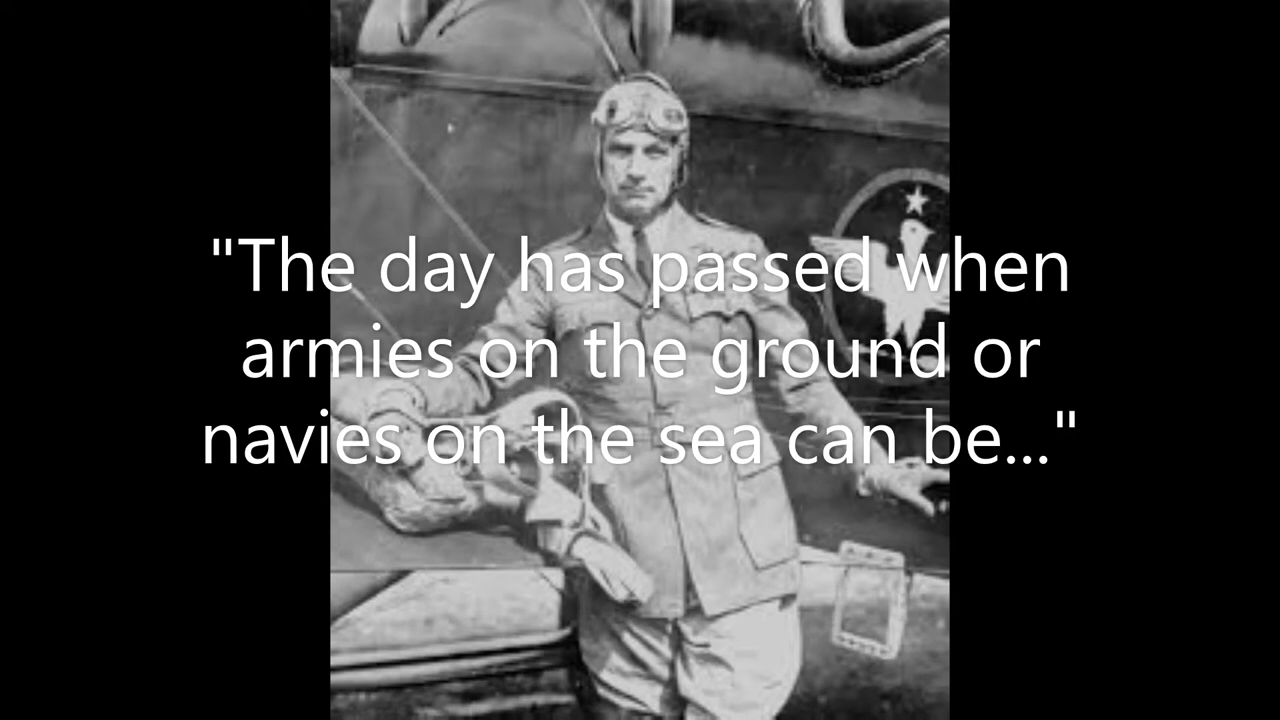 "The day has passed when
armies on the ground or
navies on the sea can be..."